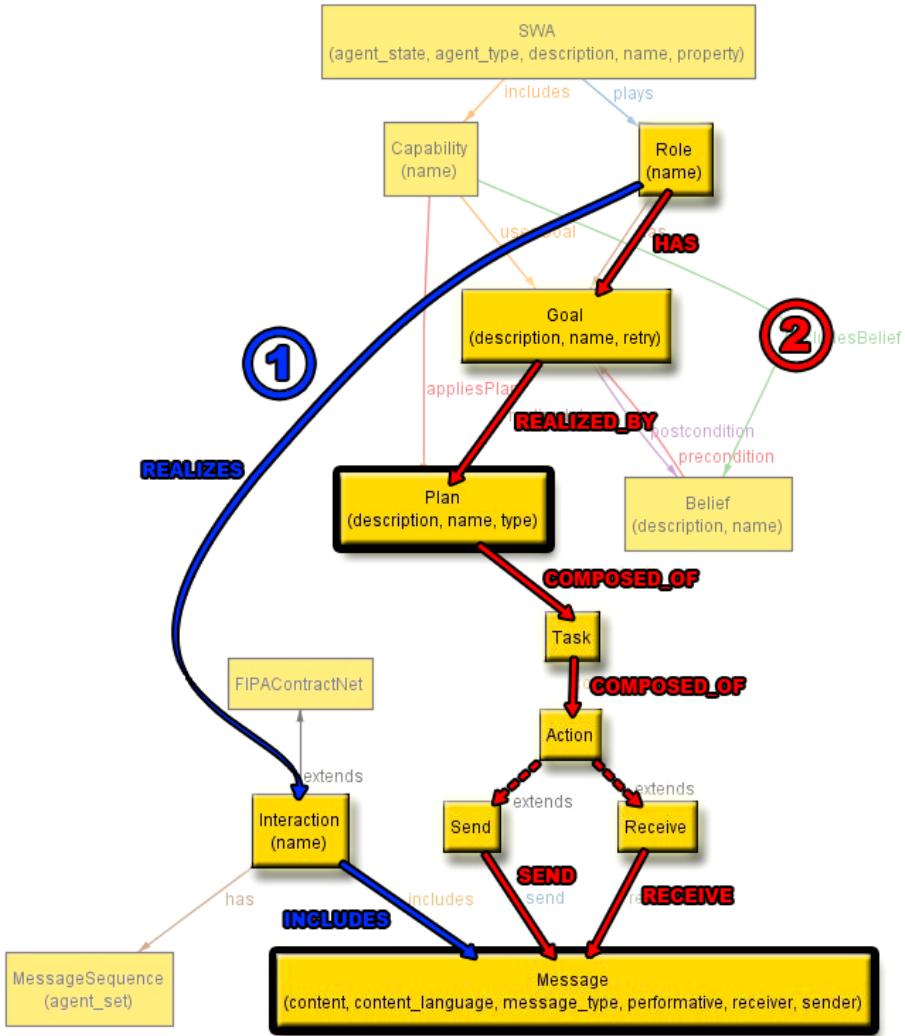 SWA
(agent_state, agent_type, description, name, property)
includes
plays
Capability
(name)
Role
(name)
HAS
Goal
(description, name, retry)
1
2
appliesPlan
REALIZED_BY
postcondition
precondition
REALIZES
Plan
(description, name, type)
Belief
(description, name)
COMPOSED_OF
Task
FIPAContractNet
COMPOSED_OF
Action
extends
extends
extends
Interaction
(name)
Send
Receive
has
includes
SEND
send
RECEIVE
INCLUDES
MessageSequence
(agent_set)
Message
(content, content_language, message_type, performative, receiver, sender)